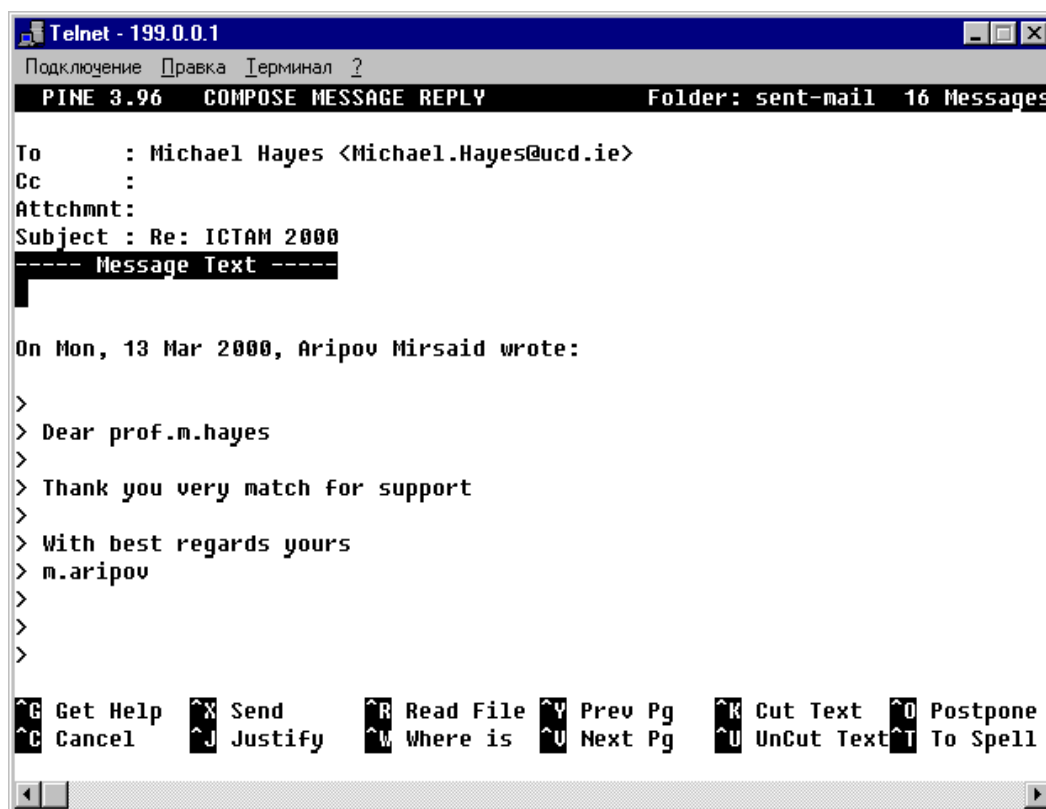 Telnet - 199.0.0.1
Подключение Правка Терминал ?
PINE 3.96 COMPOSE MESSAGE REPLY Folder: sent-mail 16 Messages
To : Michael Hayes <Michael.Hayes@ucd.ie>
Cc :
Attchmnt:
Subject : Re: ICTAM 2000
----- Message Text -----
On Mon, 13 Mar 2000, Aripov Mirsaid wrote:
>
> Dear prof.m.hayes
>
> Thank you very match for support
>
> With best regards yours
> m.aripov
>
>
>
^G Get Help ^X Send ^R Read File ^Y Prev Pg ^K Cut Text ^O Postpone
^C Cancel ^J Justify ^W Where is ^V Next Pg ^U UnCut Text ^T To Spell